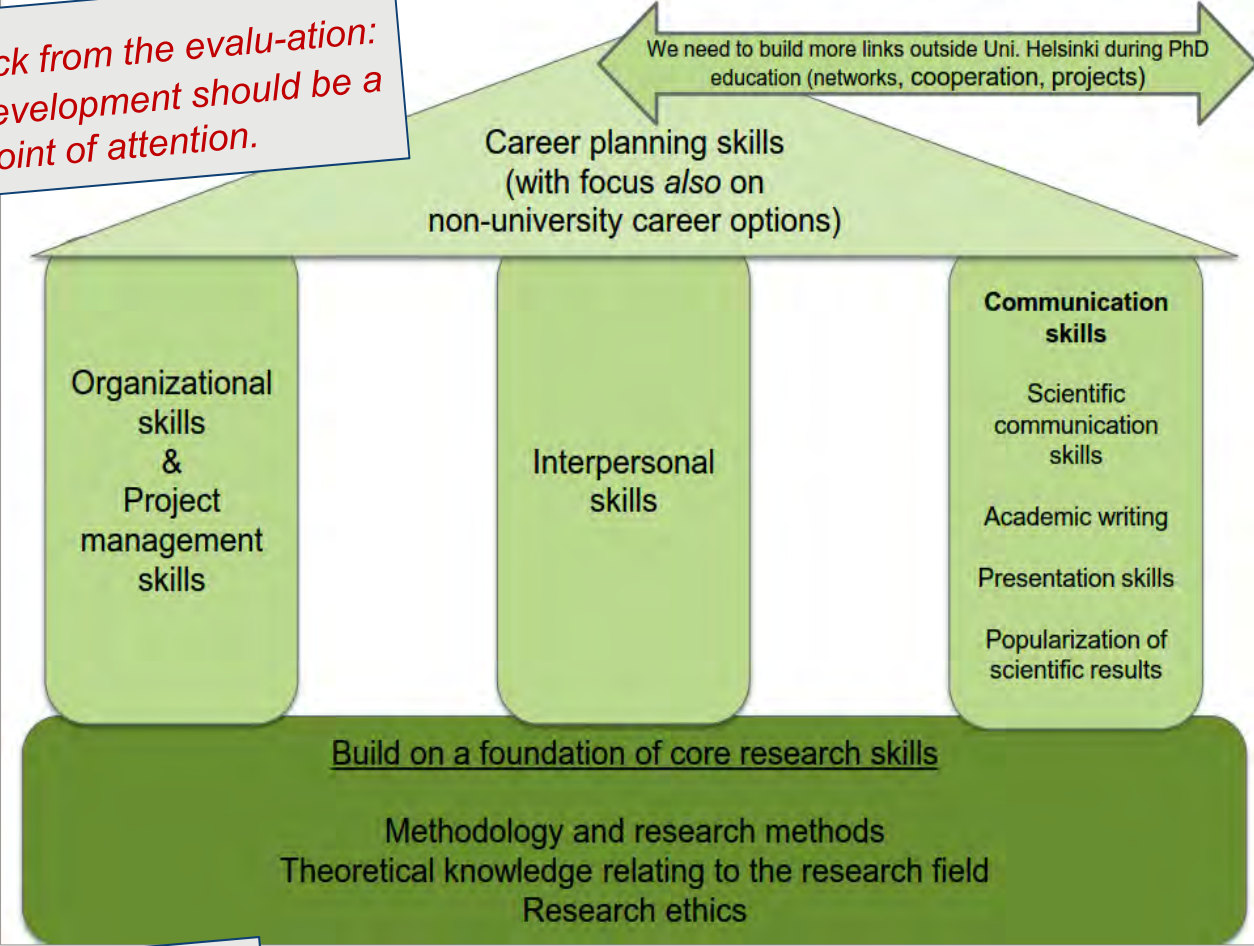 ck from the evalu-ation:
evelopment should be a
oint of attention.
We need to build more links outside Uni. Helsinki during PhD
education (networks, cooperation, projects)
Career planning skills
(with focus also on
non-university career options)
Organizational
skills
&
Project
management
skills
Interpersonal
skills
Communication
skills
Scientific
communication
skills
Academic writing
Presentation skills
Popularization of
scientific results
Build on a foundation of core research skills
Methodology and research methods
Theoretical knowledge relating to the research field
Research ethics